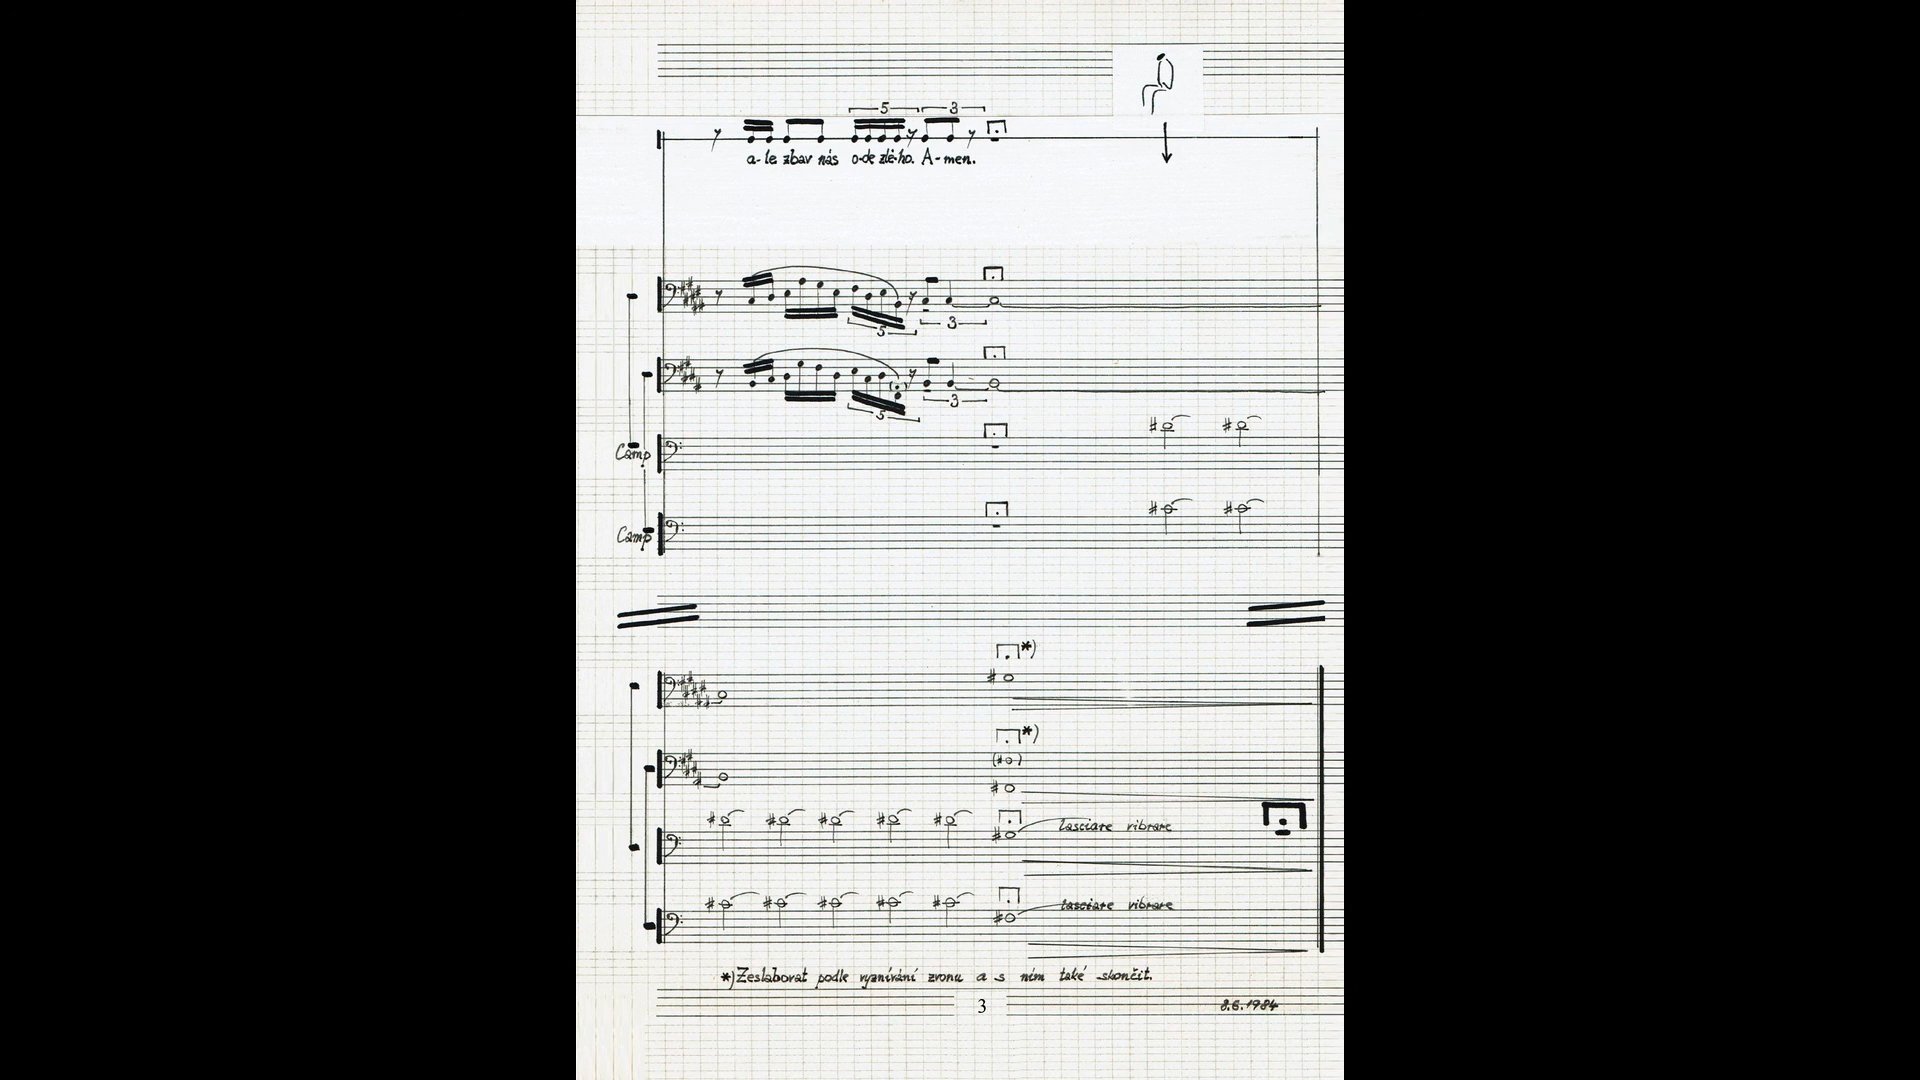 5 3
a-le zbav nás o-de zlé-ho. A-men.
5 3
5 3
Camp
Camp
*)
*)
lasciare vibrare
lasciare vibrare
*) Zeslabovat podle vyznívání zvonu a s ním také skončit.
3
8.6.1984